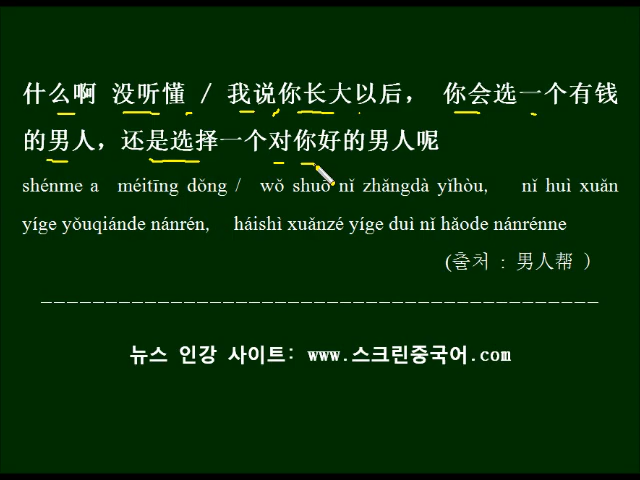 什么啊 没听懂 / 我说你长大以后， 你会选一个有钱
的男人，还是选择一个对你好的男人呢
shénme a méitīng dǒng / wǒ shuō nǐ zhǎngdà yǐhòu, nǐ huì xuǎn
yíge yǒuqiánde nánrén, háishì xuǎnzé yíge duì nǐ hǎode nánrénne
(출처 : 男人帮 )
뉴스 인강 사이트: www.스크린중국어.com